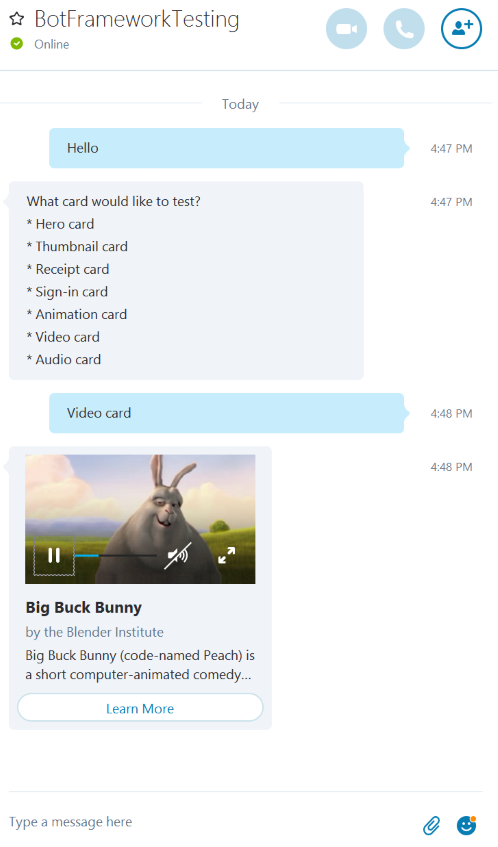 BotFrameworkTesting
Online
Today
Hello
4:47 PM
What card would like to test?
4:47 PM
* Hero card
* Thumbnail card
* Receipt card
* Sign-in card
* Animation card
* Video card
* Audio card
Video card
4:48 PM
4:48 PM
Big Buck Bunny
by the Blender Institute
Big Buck Bunny (code-named Peach) is
a short computer-animated comedy...
Learn More
Type a message here